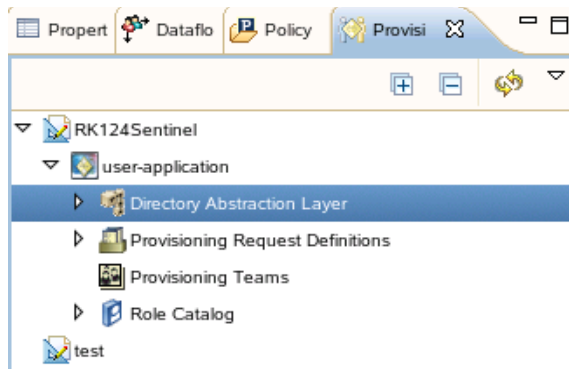 Propert Dataflo Policy Provisi
RK124Sentinel
user-application
Directory Abstraction Layer
Provisioning Request Definitions
Provisioning Teams
Role Catalog
test